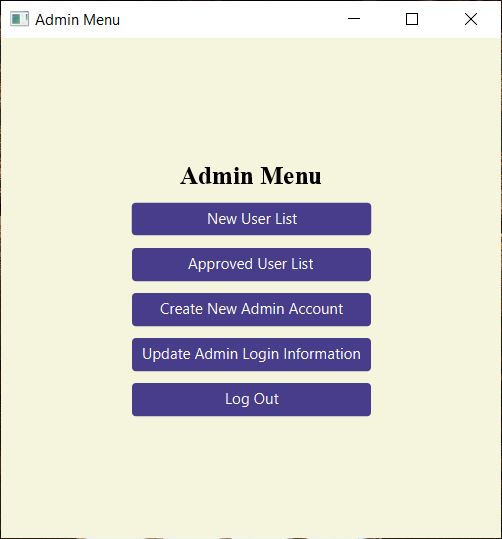 Admin Menu
Admin Menu
New User List
Approved User List
Create New Admin Account
Update Admin Login Information
Log Out